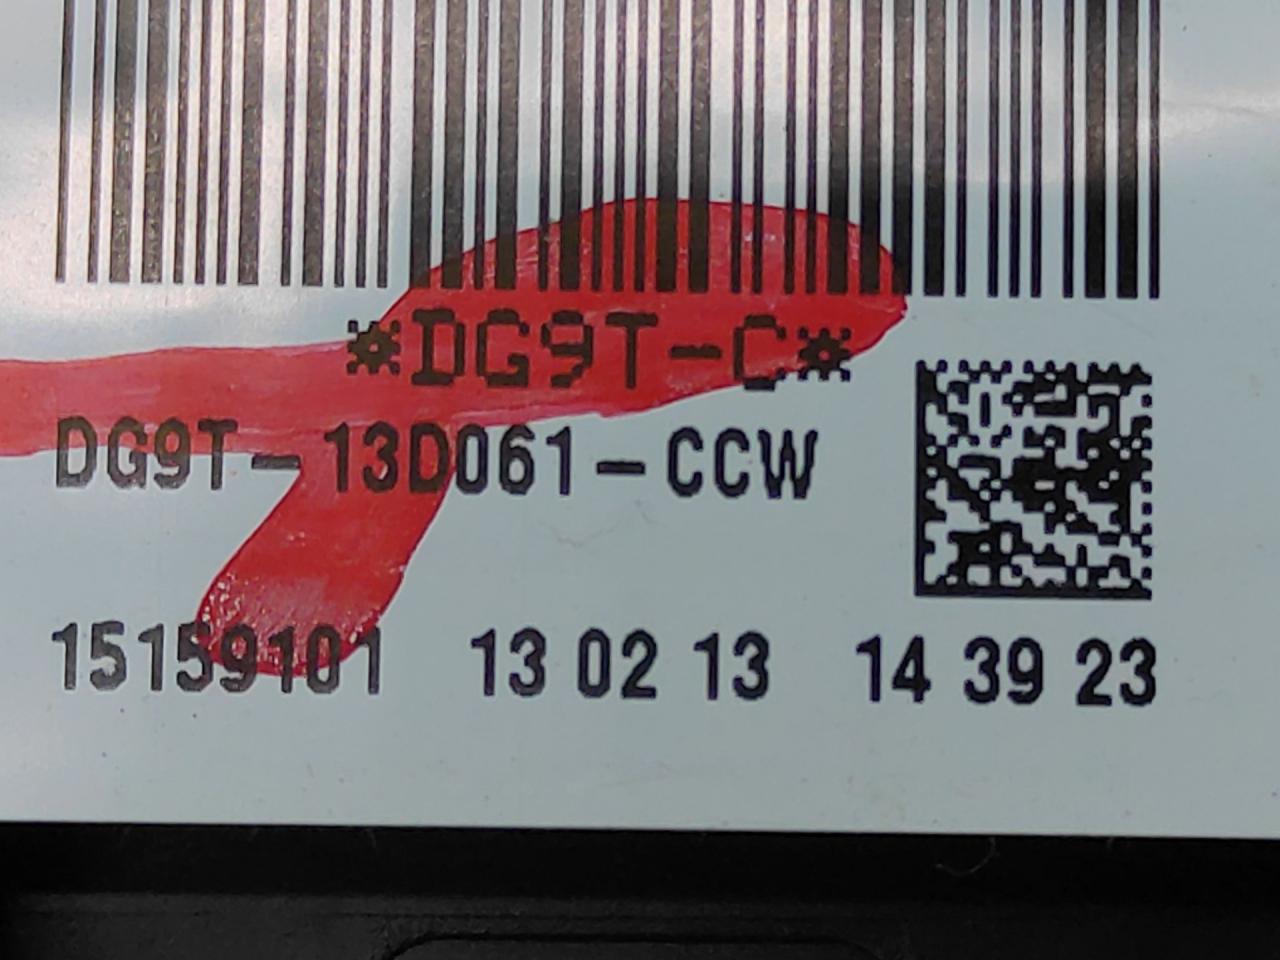 *DG9T-C*
DG9T-13D061-CCW
15159101 13 02 13 14 39 23